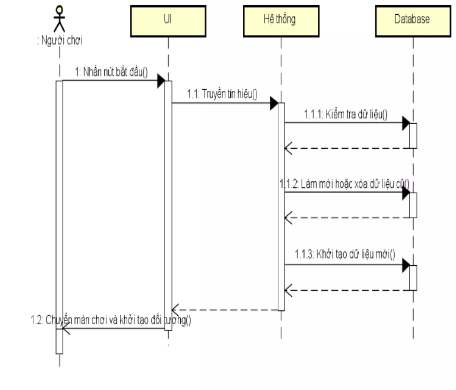 UI
Hệ thống
Database
: Người chơi
1: Nhấn nút bắt đầu()
1.1: Truyền tín hiệu()
1.1.1: Kiểm tra dữ liệu()
1.1.2: Làm mới hoặc xóa dữ liệu cũ()
1.1.3: Khởi tạo dữ liệu mới()
1.2: Chuyển màn chơi và khởi tạo đối tượng()